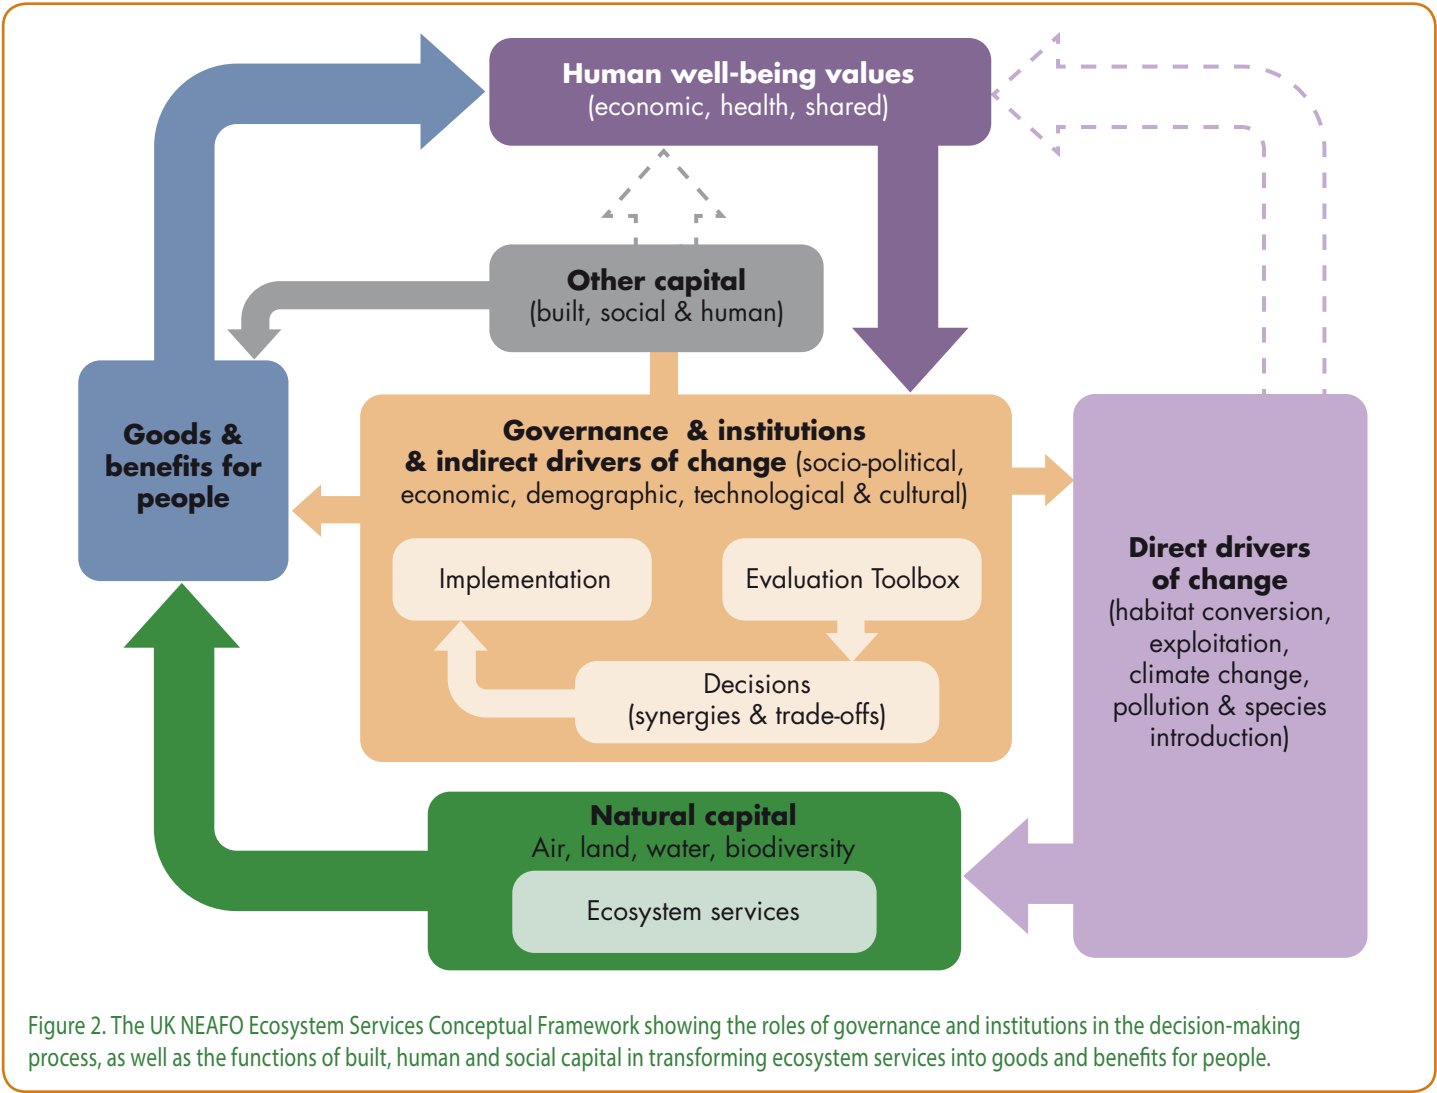 Human well-being values
(economic, health, shared)
Other capital
(built, social & human)
Goods &
benefits for
people
Governance & institutions
& indirect drivers of change (socio-political,
economic, demographic, technological & cultural)
Implementation
Evaluation Toolbox
Decisions
(synergies & trade-offs)
Direct drivers
of change
(habitat conversion,
exploitation,
climate change,
pollution & species
introduction)
Natural capital
Air, land, water, biodiversity
Ecosystem services
Figure 2. The UK NEAFO Ecosystem Services Conceptual Framework showing the roles of governance and institutions in the decision-making
process, as well as the functions of built, human and social capital in transforming ecosystem services into goods and benefits for people.